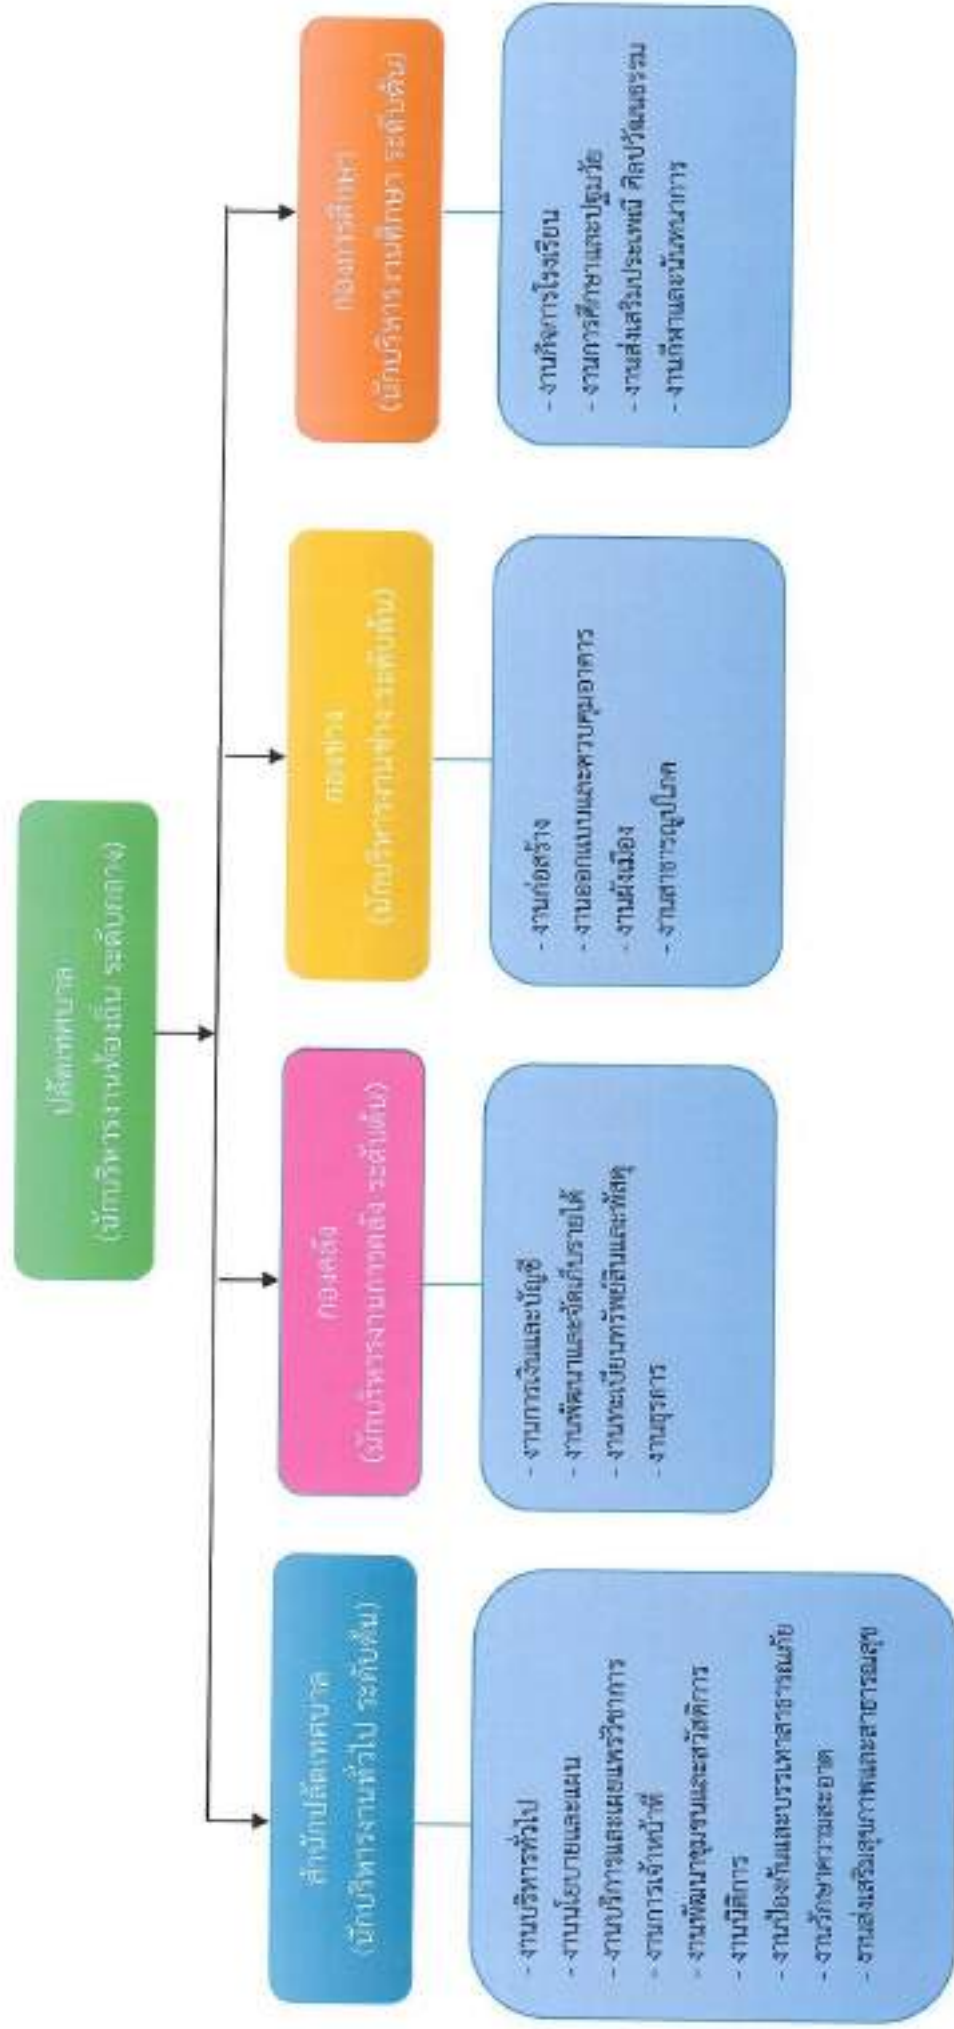 ปลัดเทศบาล
(นักบริหารงานท้องถิ่น ระดับกลาง)
สำนักปลัดเทศบาล
(นักบริหารงานทั่วไป ระดับต้น)
กองคลัง
(นักบริหารงานการคลัง ระดับต้น)
กองช่าง
(นักบริหารงานช่าง ระดับต้น)
กองการศึกษา
(นักบริหารงานศึกษา ระดับต้น)
- งานบริหารทั่วไป
- งานนโยบายและแผน
- งานบริการและเผยแพร่วิชาการ
- งานการเจ้าหน้าที่
- งานพัฒนาชุมชนและสวัสดิการ
- งานนิติการ
- งานป้องกันและบรรเทาสาธารณภัย
- งานรักษาความสะอาด
- งานส่งเสริมสุขภาพและสาธารณสุข
- งานการเงินและบัญชี
- งานพัฒนาและจัดเก็บรายได้
- งานทะเบียนทรัพย์สินและพัสดุ
- งานธุรการ
- งานก่อสร้าง
- งานออกแบบและควบคุมอาคาร
- งานผังเมือง
- งานสาธารณูปโภค
- งานกิจการโรงเรียน
- งานการศึกษาและปฐมวัย
- งานส่งเสริมประเพณี ศิลปวัฒนธรรม
- งานกีฬาและนันทนาการ